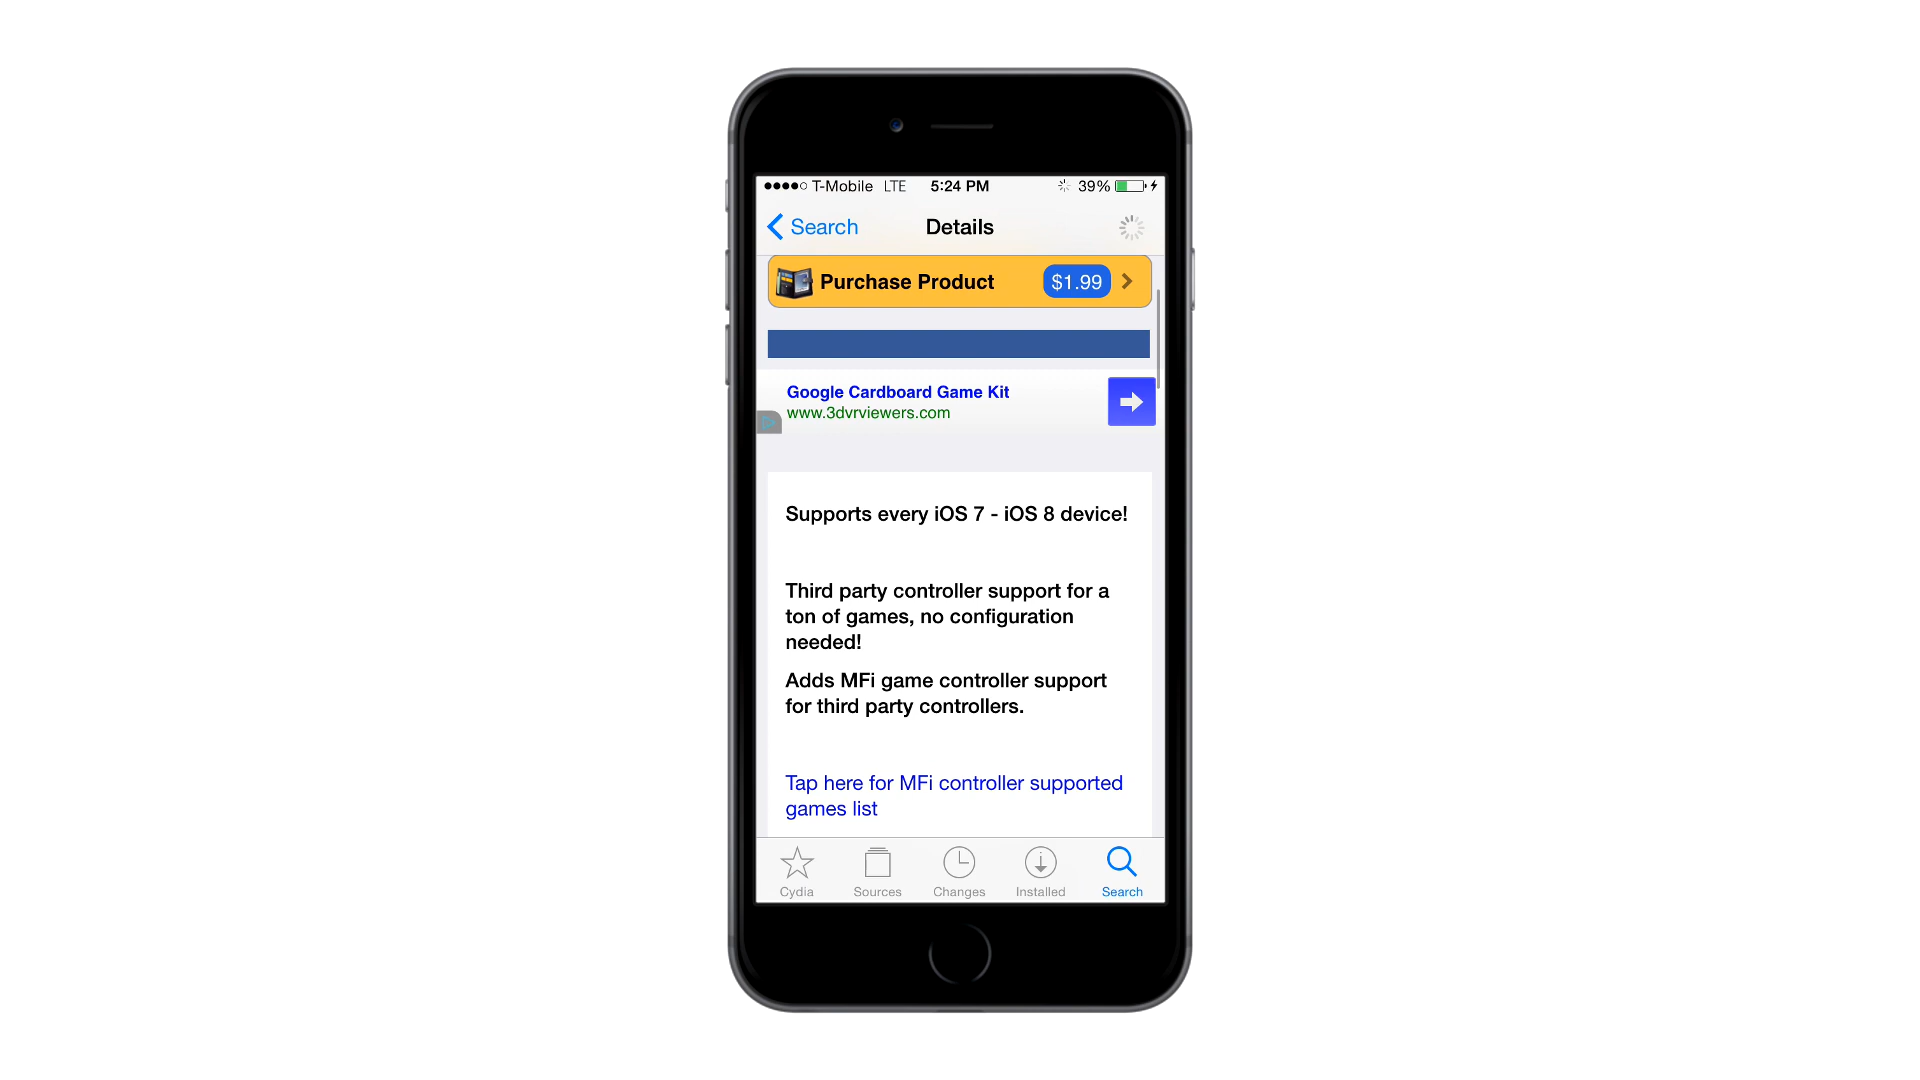 T-Mobile LTE 5:24 PM 39%
Search Details
Purchase Product $1.99
Google Cardboard Game Kit
www.3dvrviewers.com
Supports every iOS 7 - iOS 8 device!
Third party controller support for a
ton of games, no configuration
needed!
Adds MFi game controller support
for third party controllers.
Tap here for MFi controller supported
games list
Cydia Sources Changes Installed Search